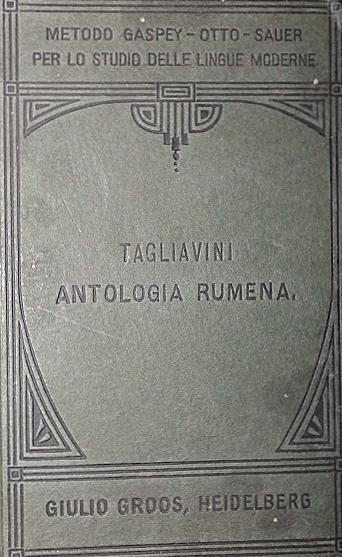 METODO GASPEY-OTTO-SAUER
PER LO STUDIO DELLE LINGUE MODERNE.
TAGLIAVINI
ANTOLOGIA RUMENA.
GIULIO GROOS, HEIDELBERG